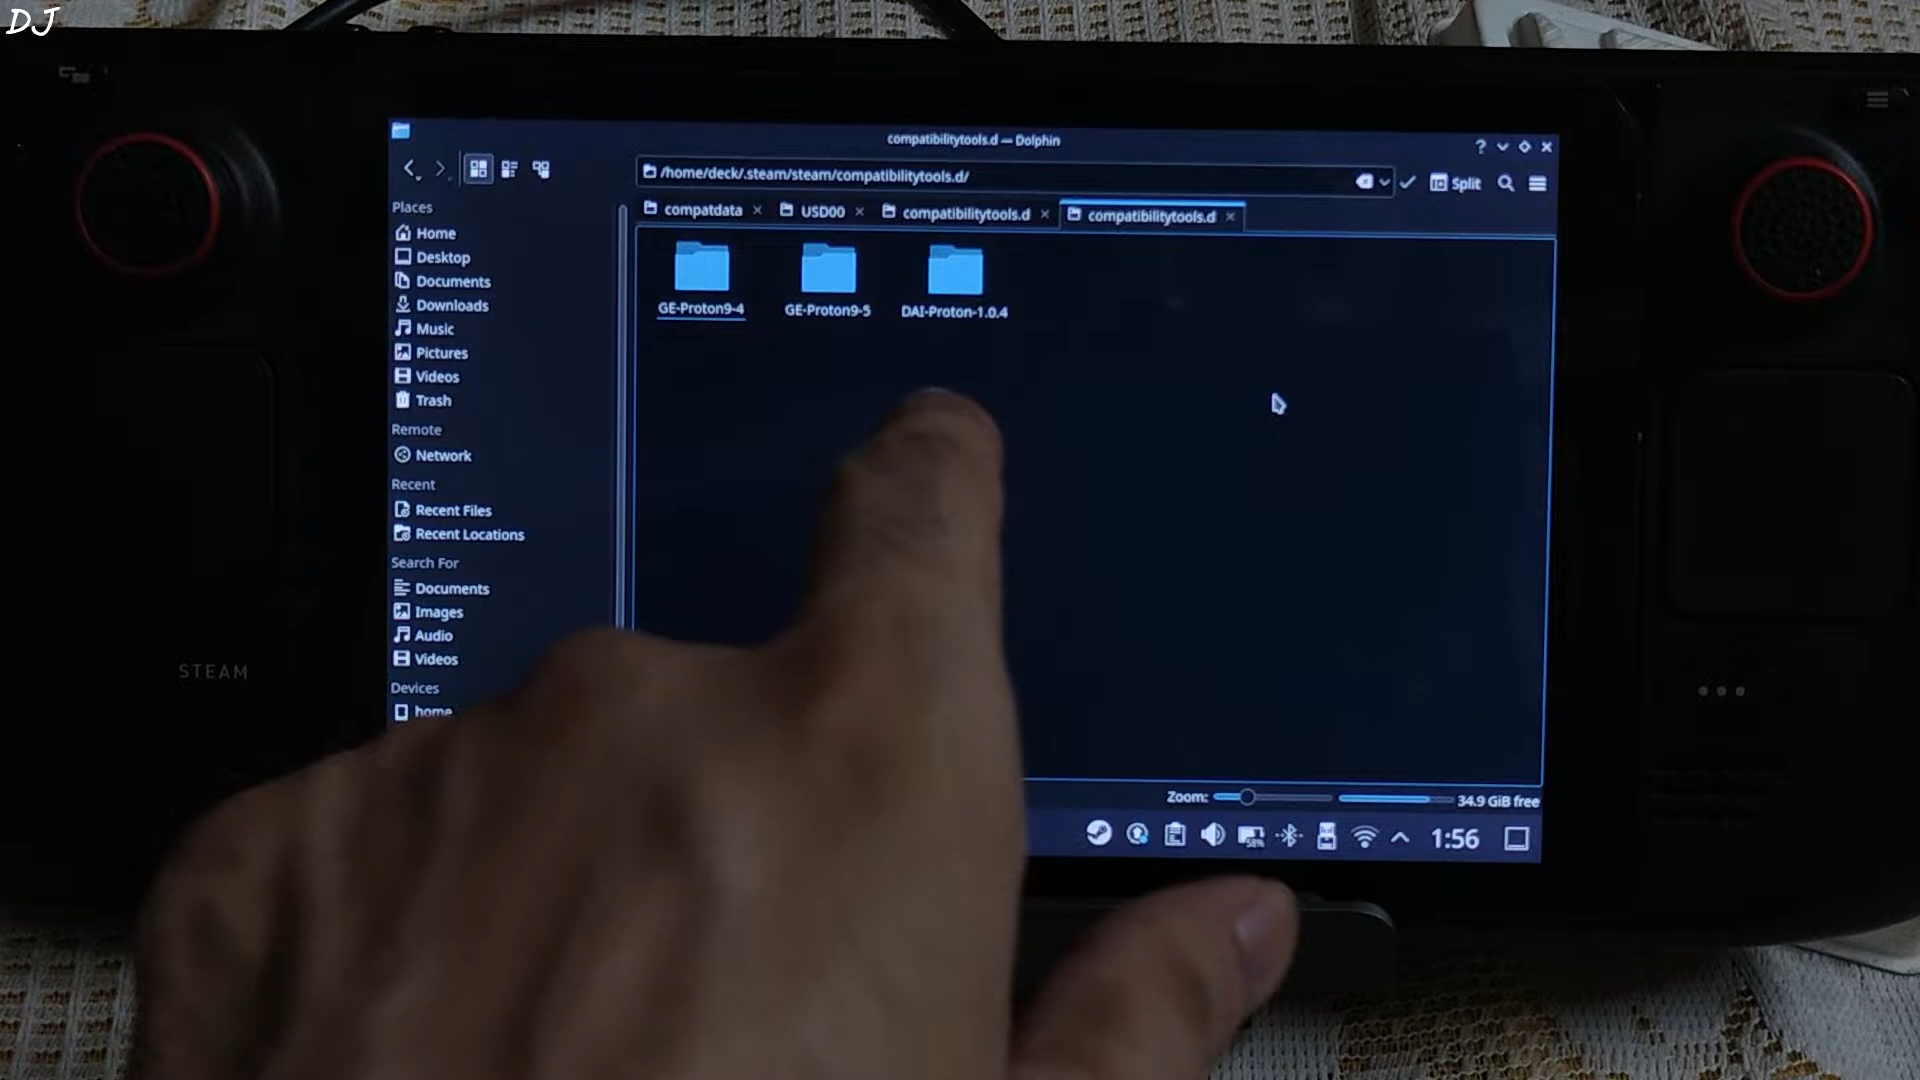 DJ
compatibilitytools.d — Dolphin
/home/deck/.steam/steam/compatibilitytools.d/
Split
compatdata
USD00
compatibilitytools.d
compatibilitytools.d
Places
Home
Desktop
Documents
Downloads
Music
Pictures
Videos
Trash
Remote
Network
Recent
Recent Files
Recent Locations
Search For
Documents
Images
Audio
Videos
Devices
home
GE-Proton9-4
GE-Proton9-5
DAI-Proton-1.0.4
Zoom:
34.9 GiB free
58%
1:56
STEAM